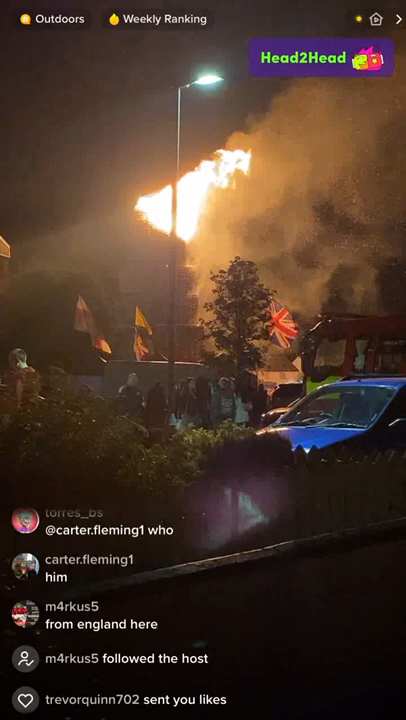 Outdoors
Weekly Ranking
Head2Head
torres_bs
@carter.fleming1 who
carter.fleming1
him
m4rkus5
from england here
m4rkus5 followed the host
trevorquinn702 sent you likes